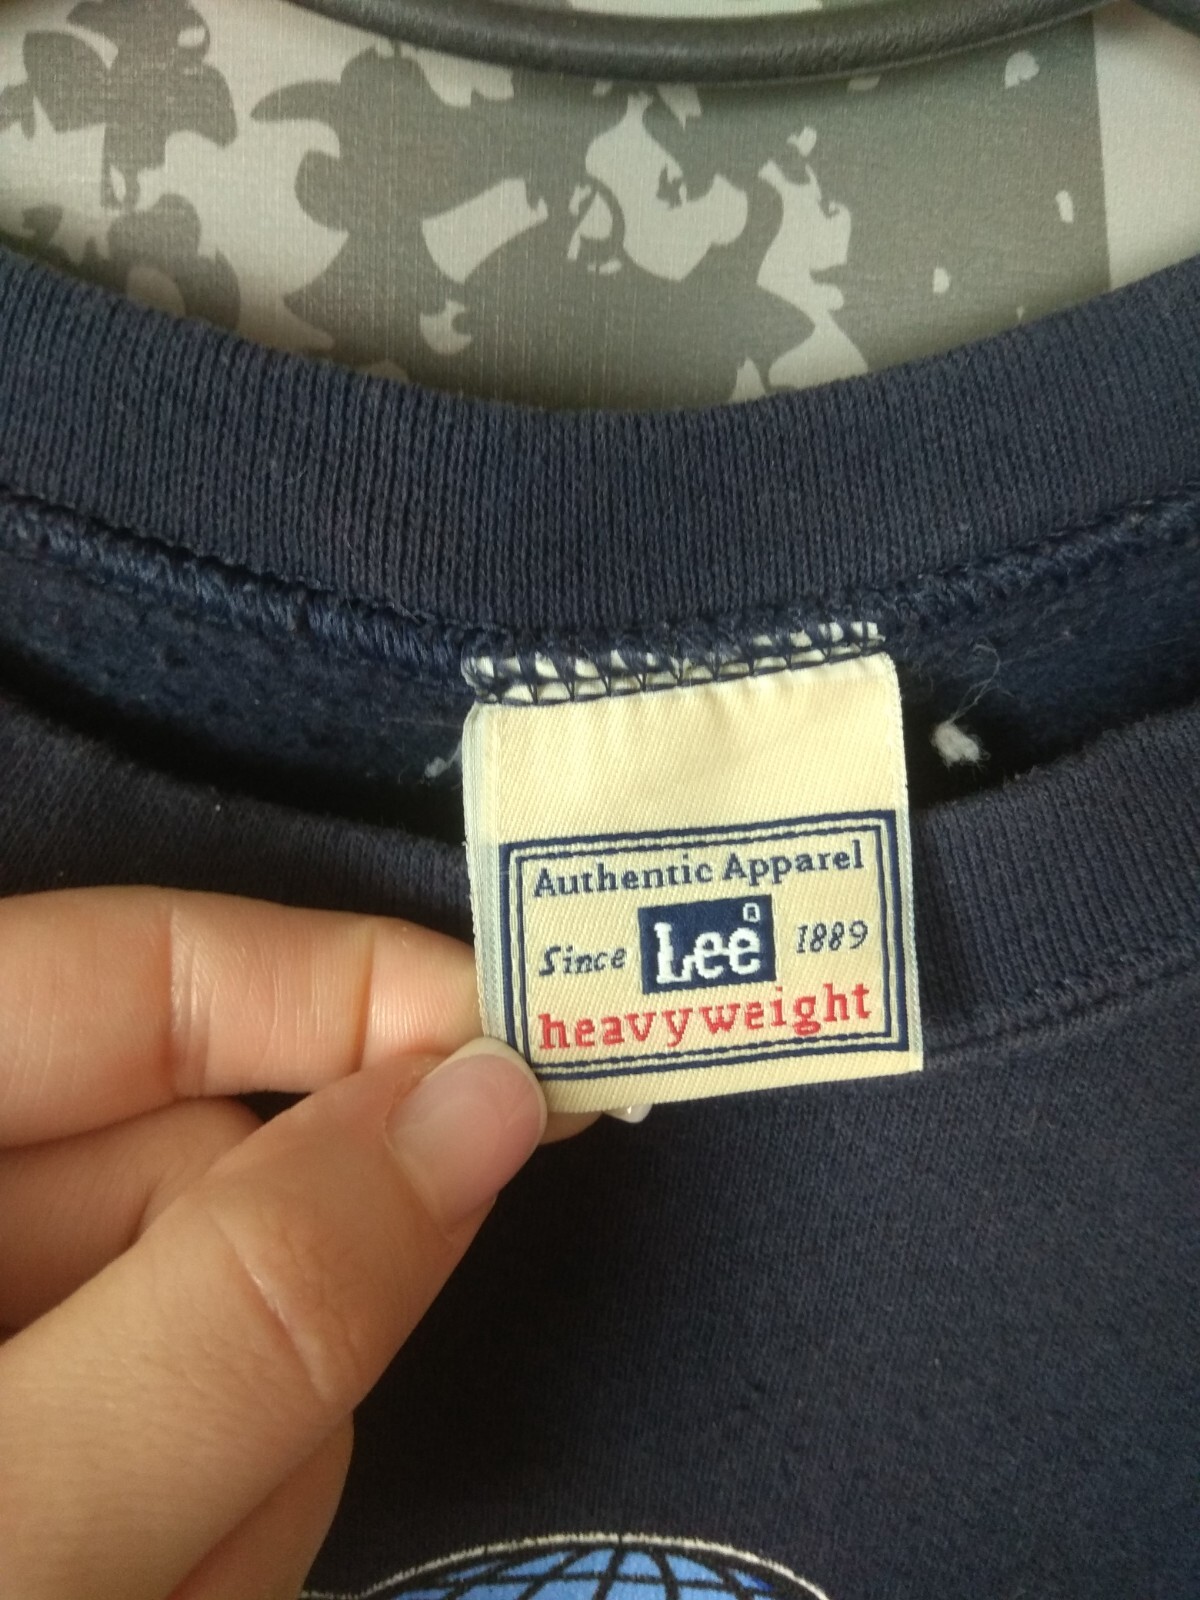 Authentic Apparel
Since Lee® 1889
heavyweight